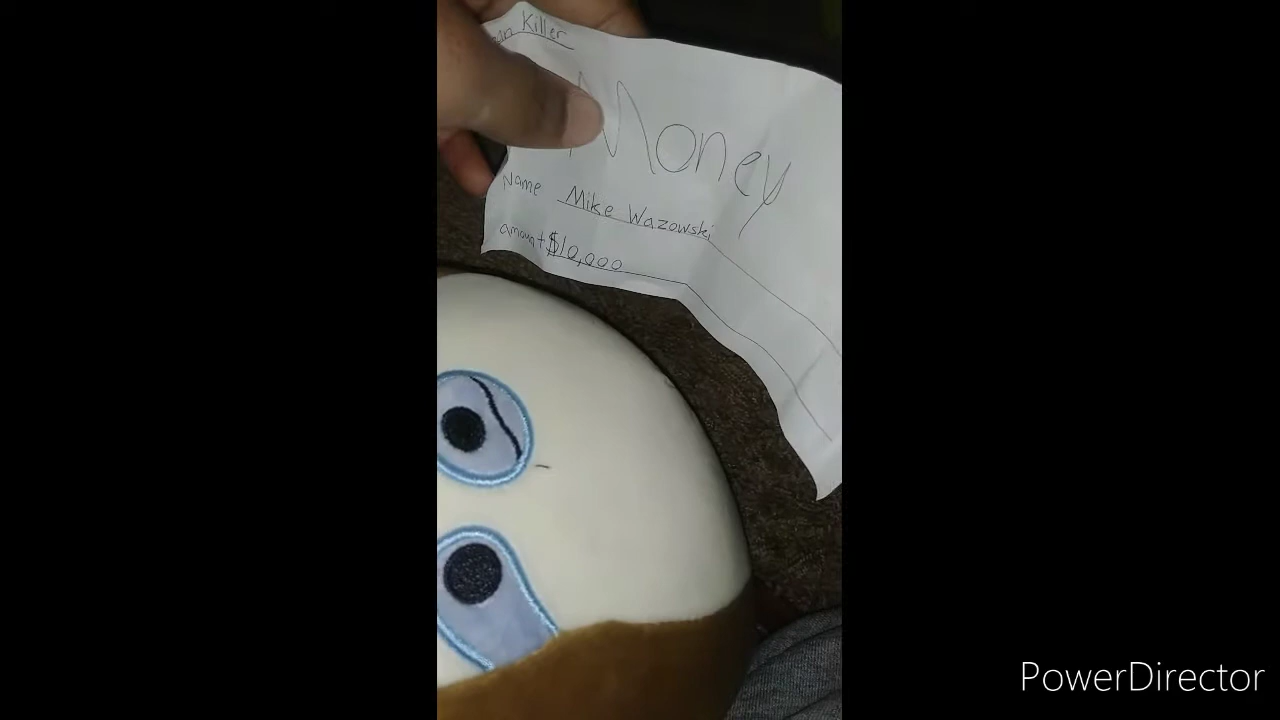 Killer
Money
Name Mike Wazowski
amount $10,000
PowerDirector